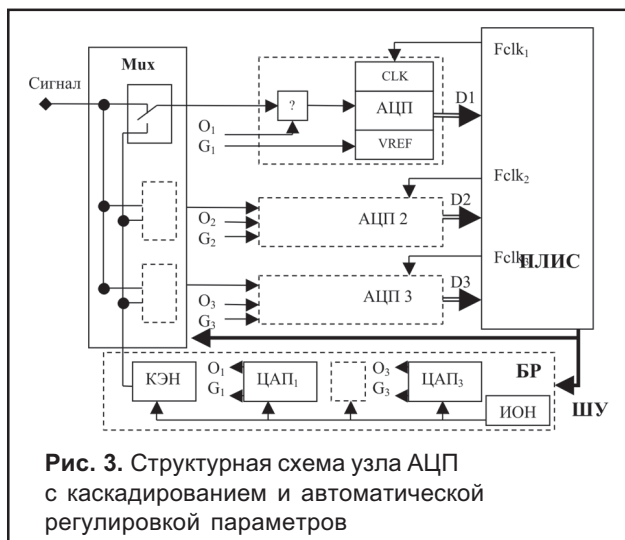 Mux
Fclk₁
Сигнал
CLK
АЦП
D1
?
O₁
G₁
VREF
Fclk₂
O₂
G₂
АЦП 2
D2
Fclk₃
ПЛИС
O₃
G₃
АЦП 3
D3
БР
КЭН
O₁
G₁
ЦАП₁
O₃
G₃
ЦАП₃
ИОН
ШУ
Рис. 3. Структурная схема узла АЦП
с каскадированием и автоматической
регулировкой параметров